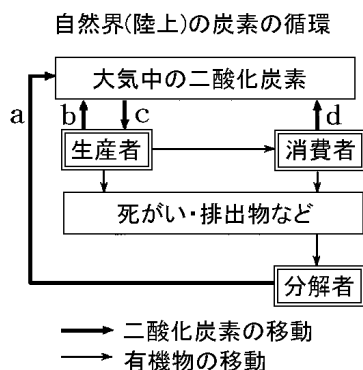 自然界(陸上)の炭素の循環
大気中の二酸化炭素
a
b
c
d
生産者
消費者
死がい・排出物など
分解者
二酸化炭素の移動
有機物の移動